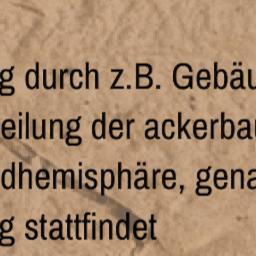 g durch z.B. Gebäu
eilung der ackerbau
dhemisphäre, gena
g stattfindet